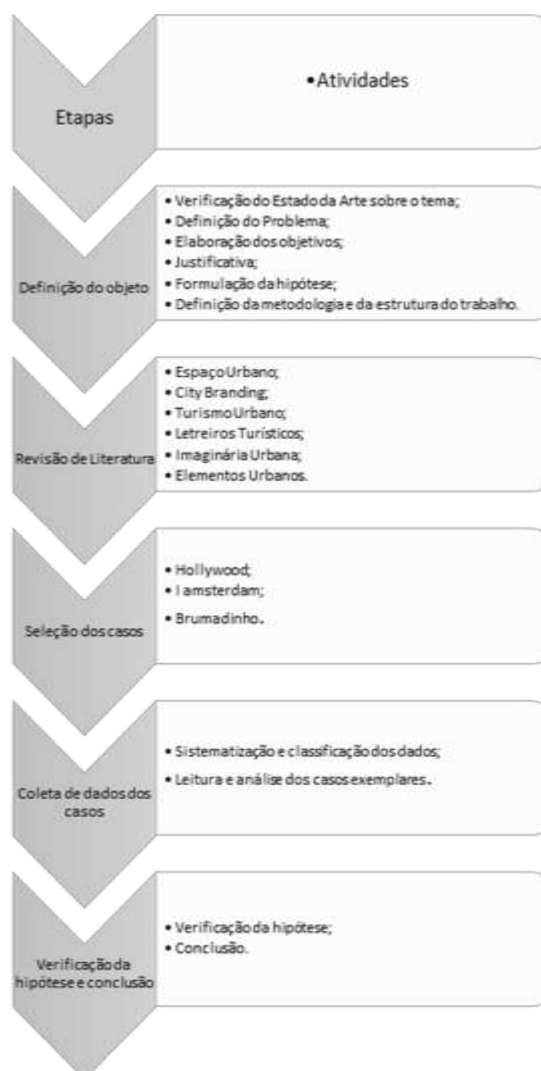 Etapas
•Atividades
Definição do objeto
• Verificação do Estado da Arte sobre o tema;
• Definição do Problema;
• Elaboração dos objetivos;
• Justificativa;
• Formulação da hipótese;
• Definição da metodologia e da estrutura do trabalho.
Revisão de Literatura
• Espaço Urbano;
• City Branding;
• Turismo Urbano;
• Letreiros Turísticos;
• Imaginária Urbana;
• Elementos Urbanos.
Seleção dos casos
• Hollywood;
• I amsterdam;
• Brumadinho.
Coleta de dados dos
casos
• Sistematização e classificação dos dados;
• Leitura e análise dos casos exemplares.
Verificação da
hipótese e conclusão
• Verificação da hipótese;
• Conclusão.